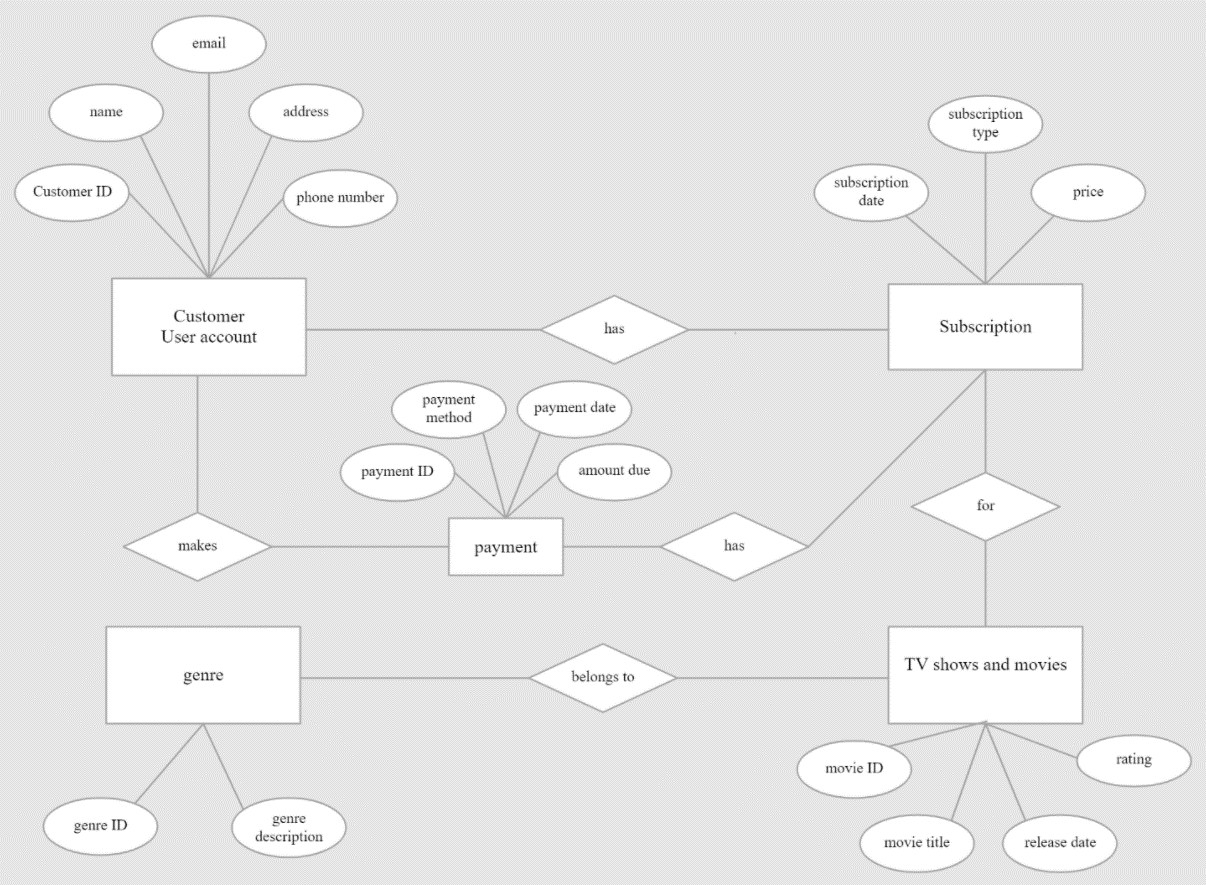 email
name
address
Customer ID
phone number
subscription
type
subscription
date
price
Customer
User account
has
Subscription
payment
method
payment date
payment ID
amount due
for
makes
payment
has
genre
belongs to
TV shows and movies
movie ID
rating
genre ID
genre
description
movie title
release date